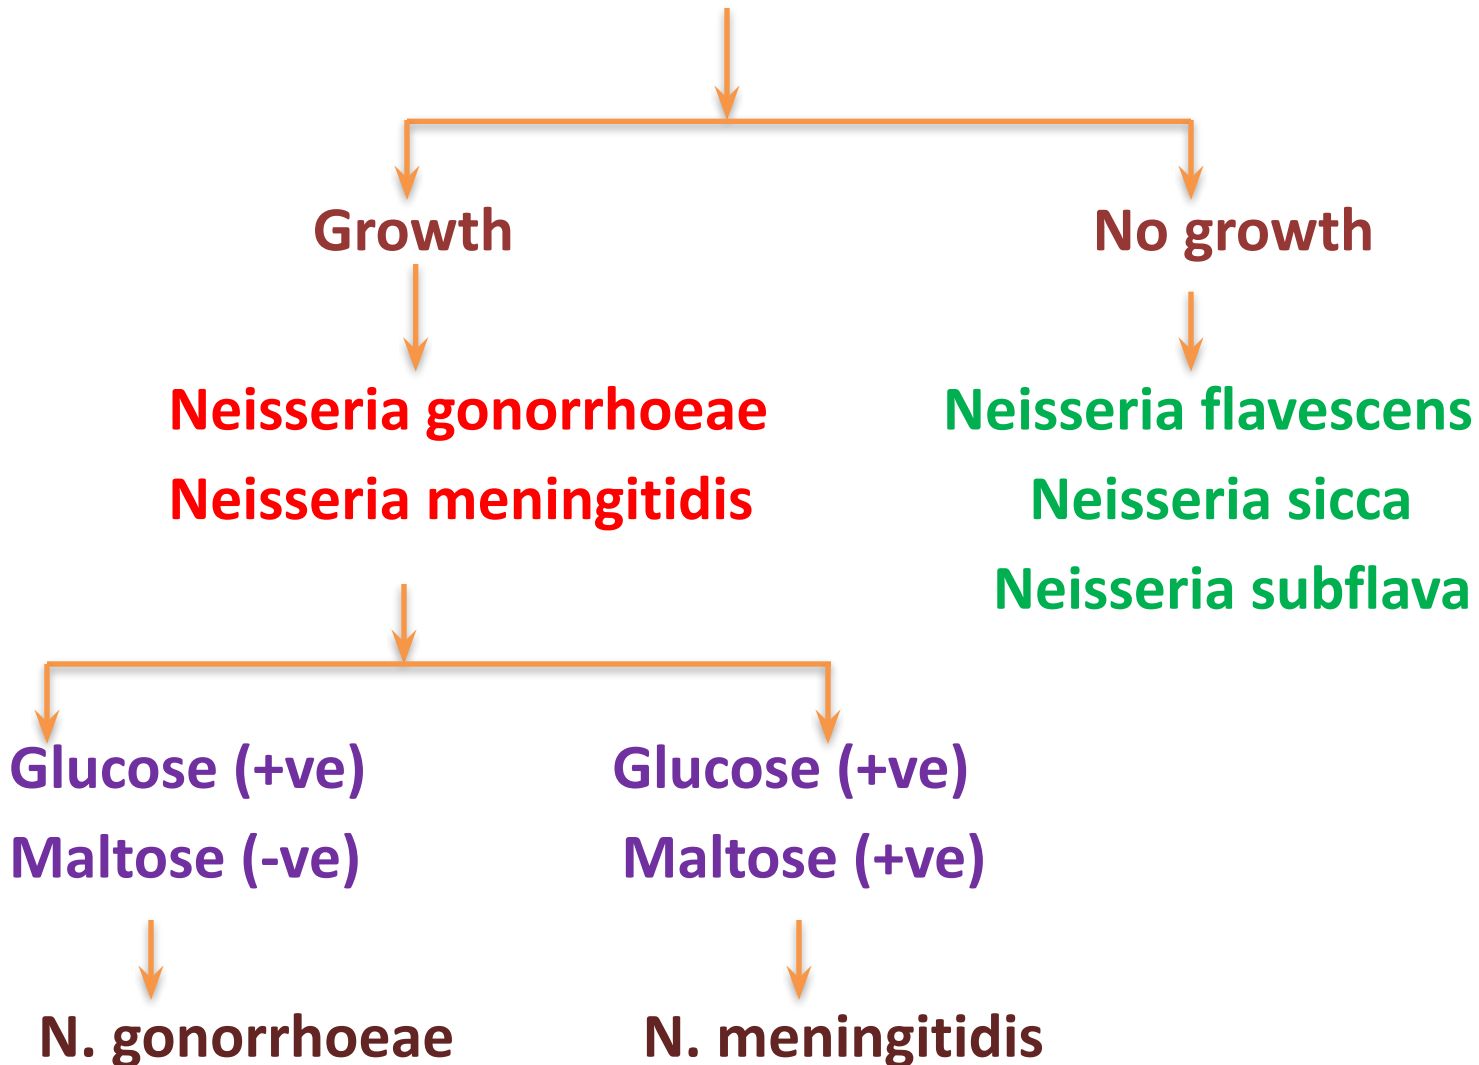 Growth
No growth
Neisseria gonorrhoeae
Neisseria flavescens
Neisseria meningitidis
Neisseria sicca
Neisseria subflava
Glucose (+ve)
Glucose (+ve)
Maltose (-ve)
Maltose (+ve)
N. gonorrhoeae
N. meningitidis